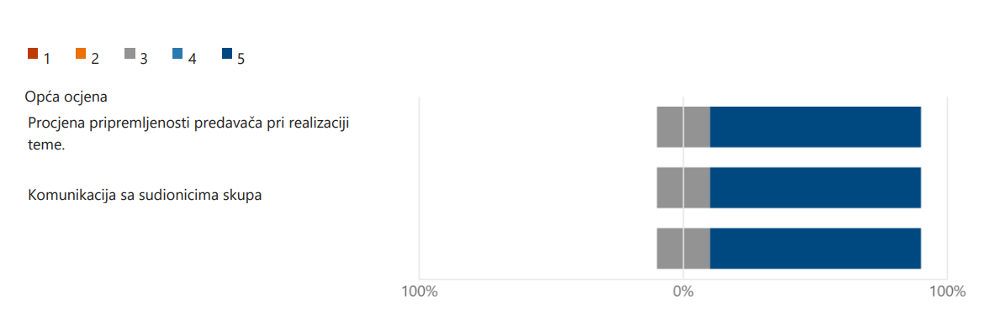 1 2 3 4 5
Opća ocjena
Procjena pripremljenosti predavača pri realizaciji
teme.
Komunikacija sa sudionicima skupa
100% 0% 100%